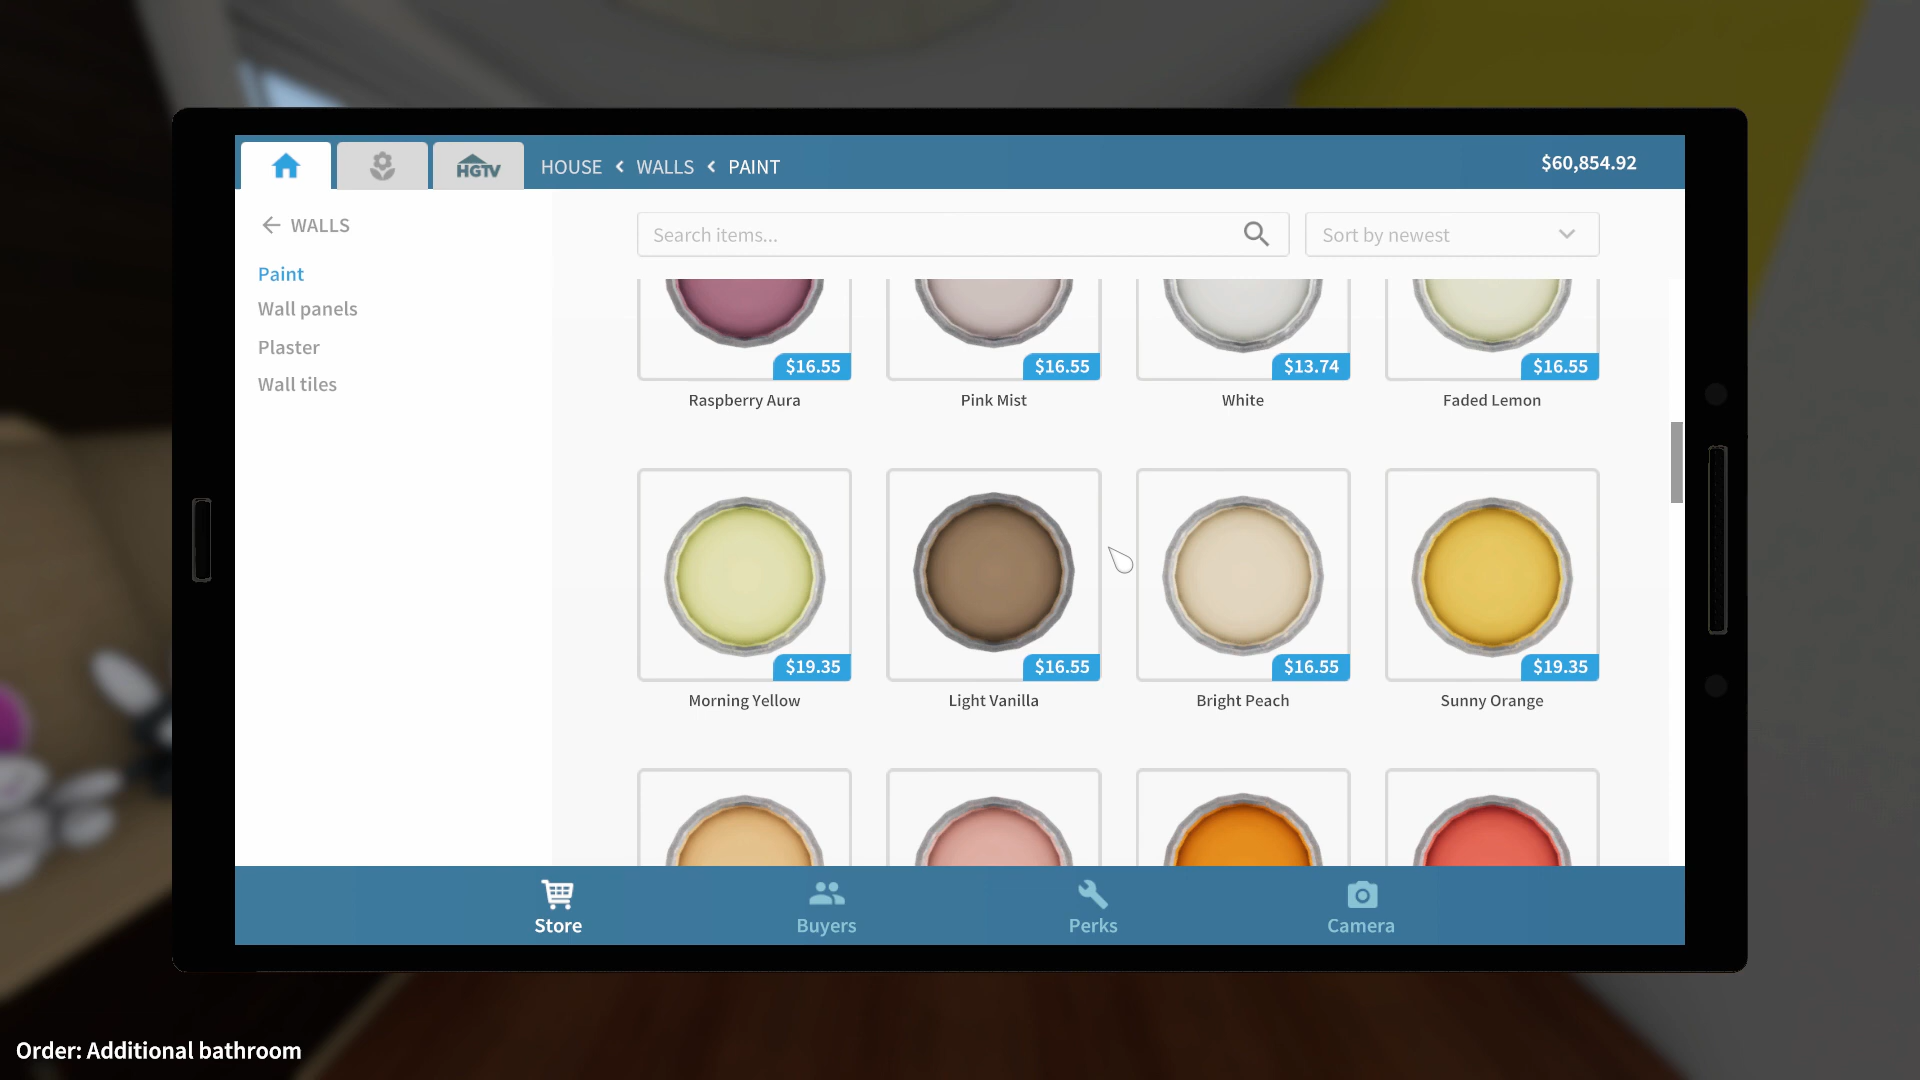 HGTV
HOUSE < WALLS < PAINT
$60,854.92
WALLS
Search items...
Sort by newest
Paint
Wall panels
Plaster
Wall tiles
$16.55
$16.55
$13.74
$16.55
Raspberry Aura
Pink Mist
White
Faded Lemon
$19.35
$16.55
$16.55
$19.35
Morning Yellow
Light Vanilla
Bright Peach
Sunny Orange
Store
Buyers
Perks
Camera
Order: Additional bathroom